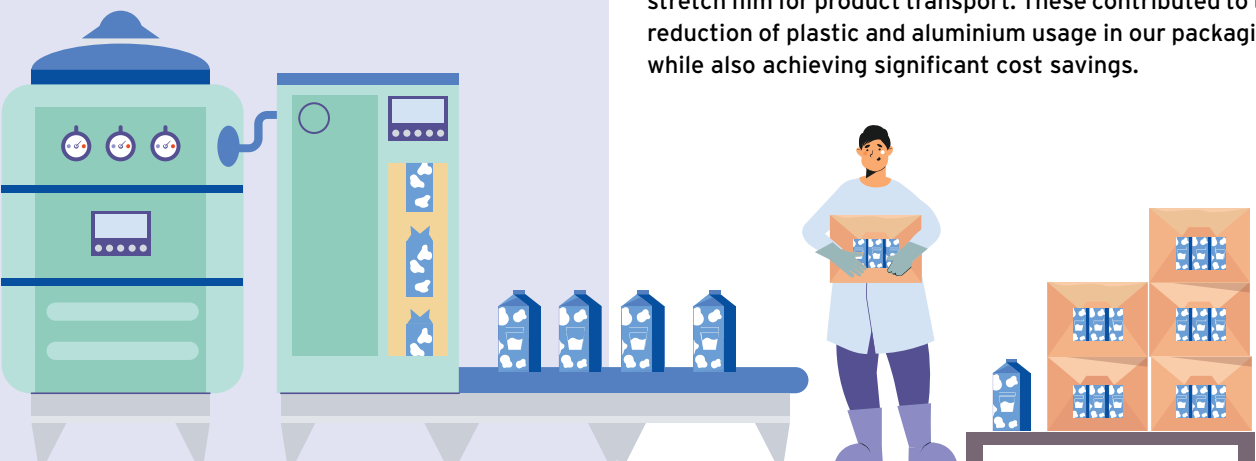 stretch film for product transport. These contributed to
reduction of plastic and aluminium usage in our
while also achieving significant cost savings.